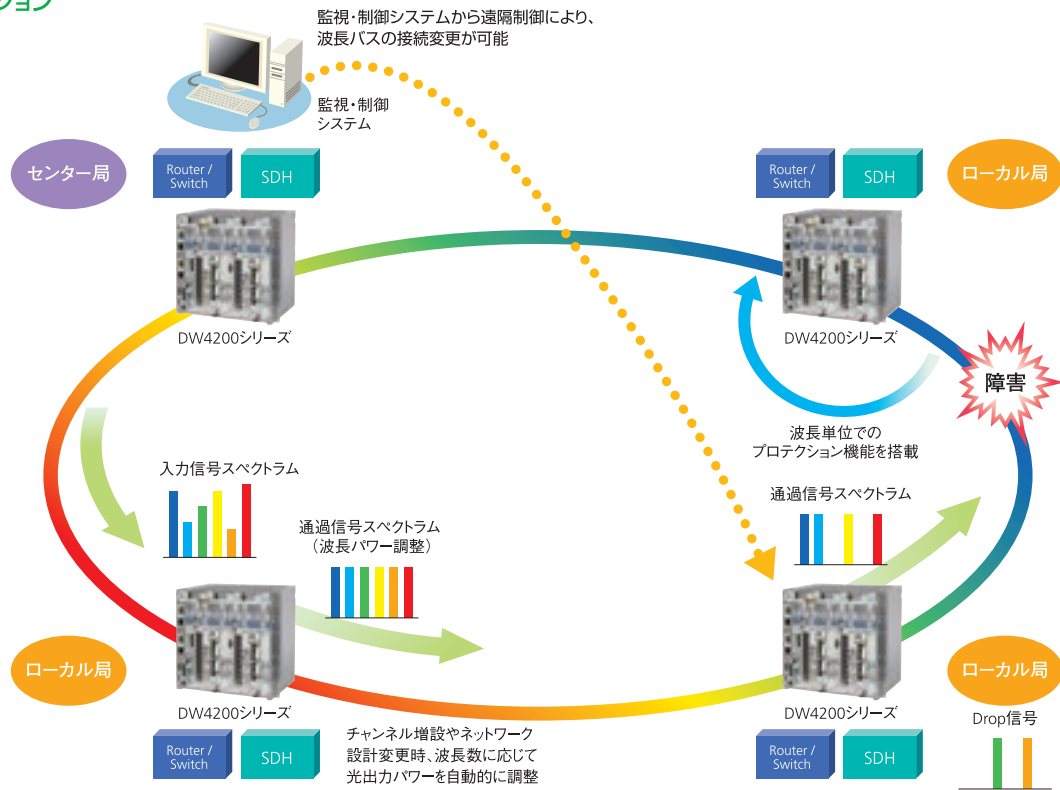 ション
監視・制御システムから遠隔制御により、
波長パスの接続変更が可能
監視・制御
システム
センター局
Router /
Switch
SDH
Router /
Switch
SDH
ローカル局
DW4200シリーズ
DW4200シリーズ
障害
波長単位での
プロテクション機能を搭載
入力信号スペクトラム
通過信号スペクトラム
（波長パワー調整）
通過信号スペクトラム
ローカル局
ローカル局
DW4200シリーズ
DW4200シリーズ
Drop信号
Router /
Switch
SDH
チャンネル増設やネットワーク
設計変更時、波長数に応じて
光出力パワーを自動的に調整
Router /
Switch
SDH